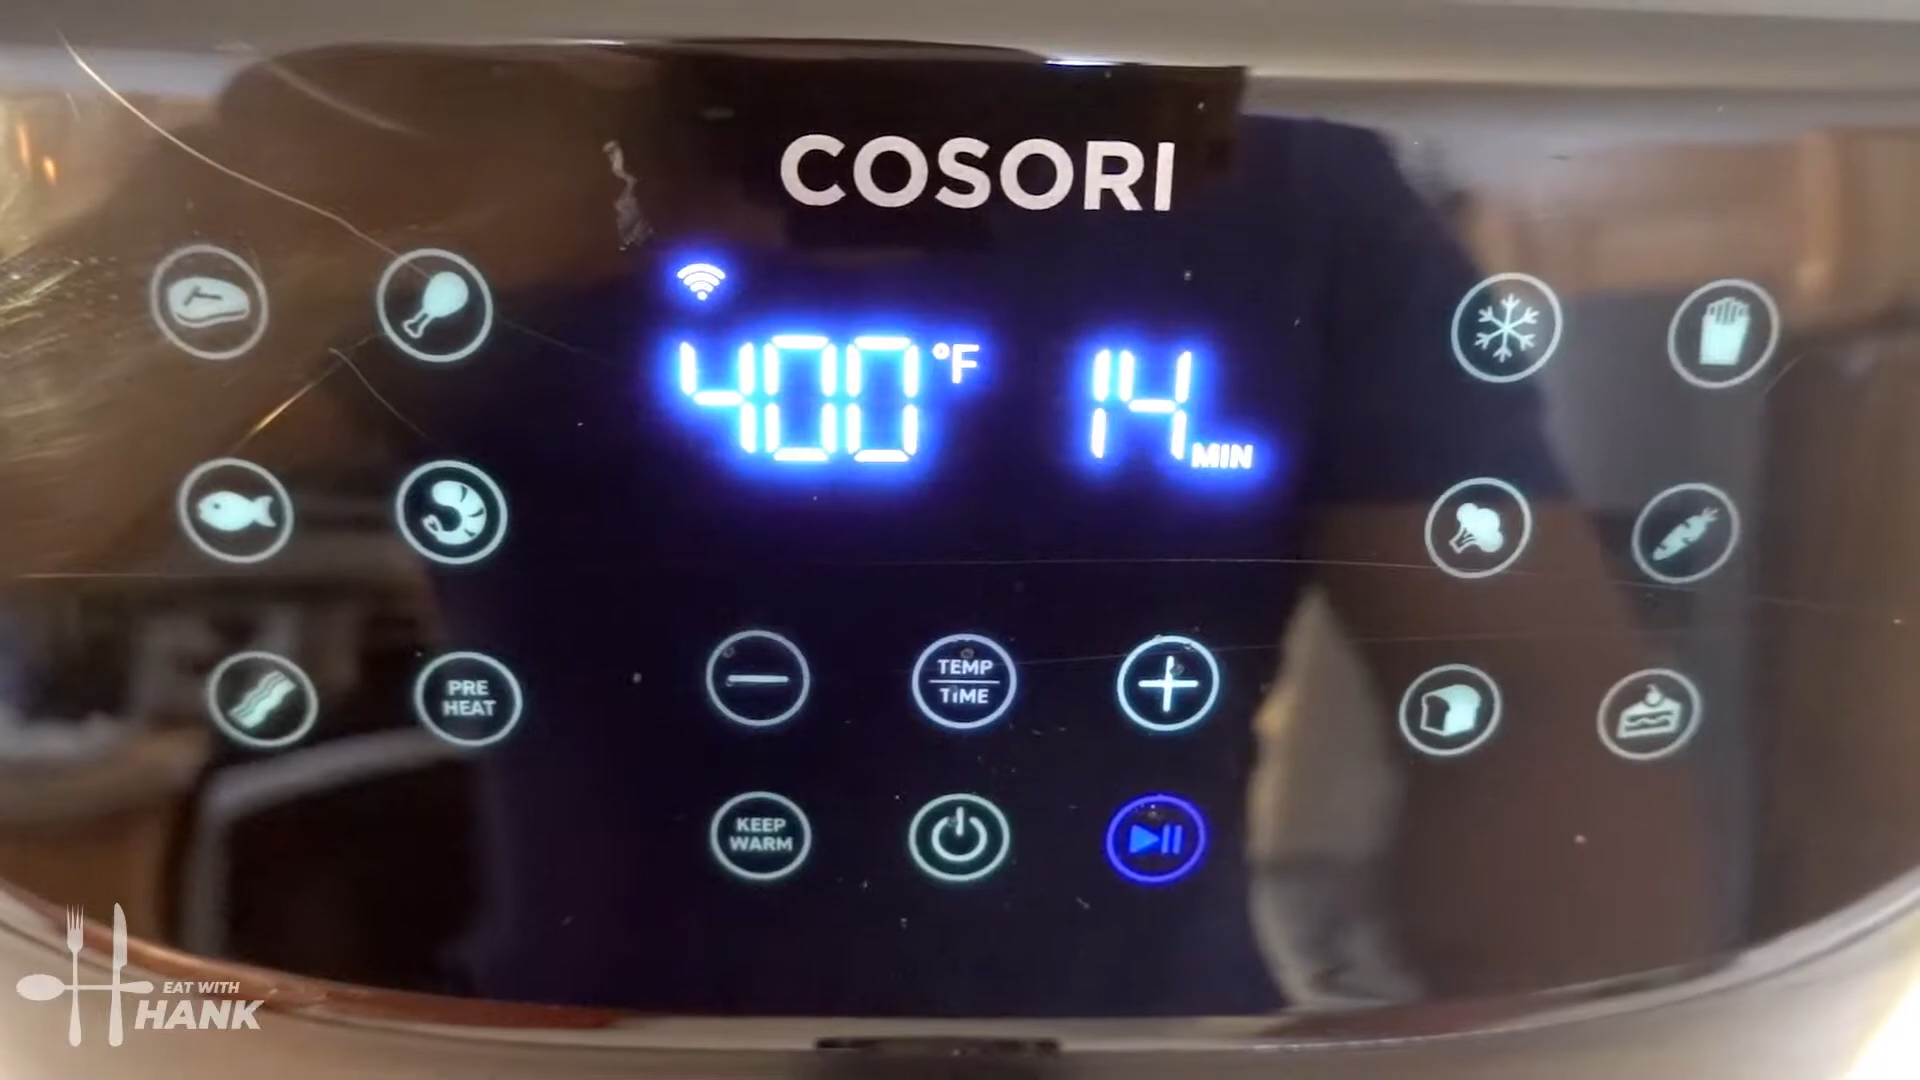 COSORI
400 °F 14 MIN
PRE
HEAT
TEMP
TIME
KEEP
WARM
EAT WITH
HANK